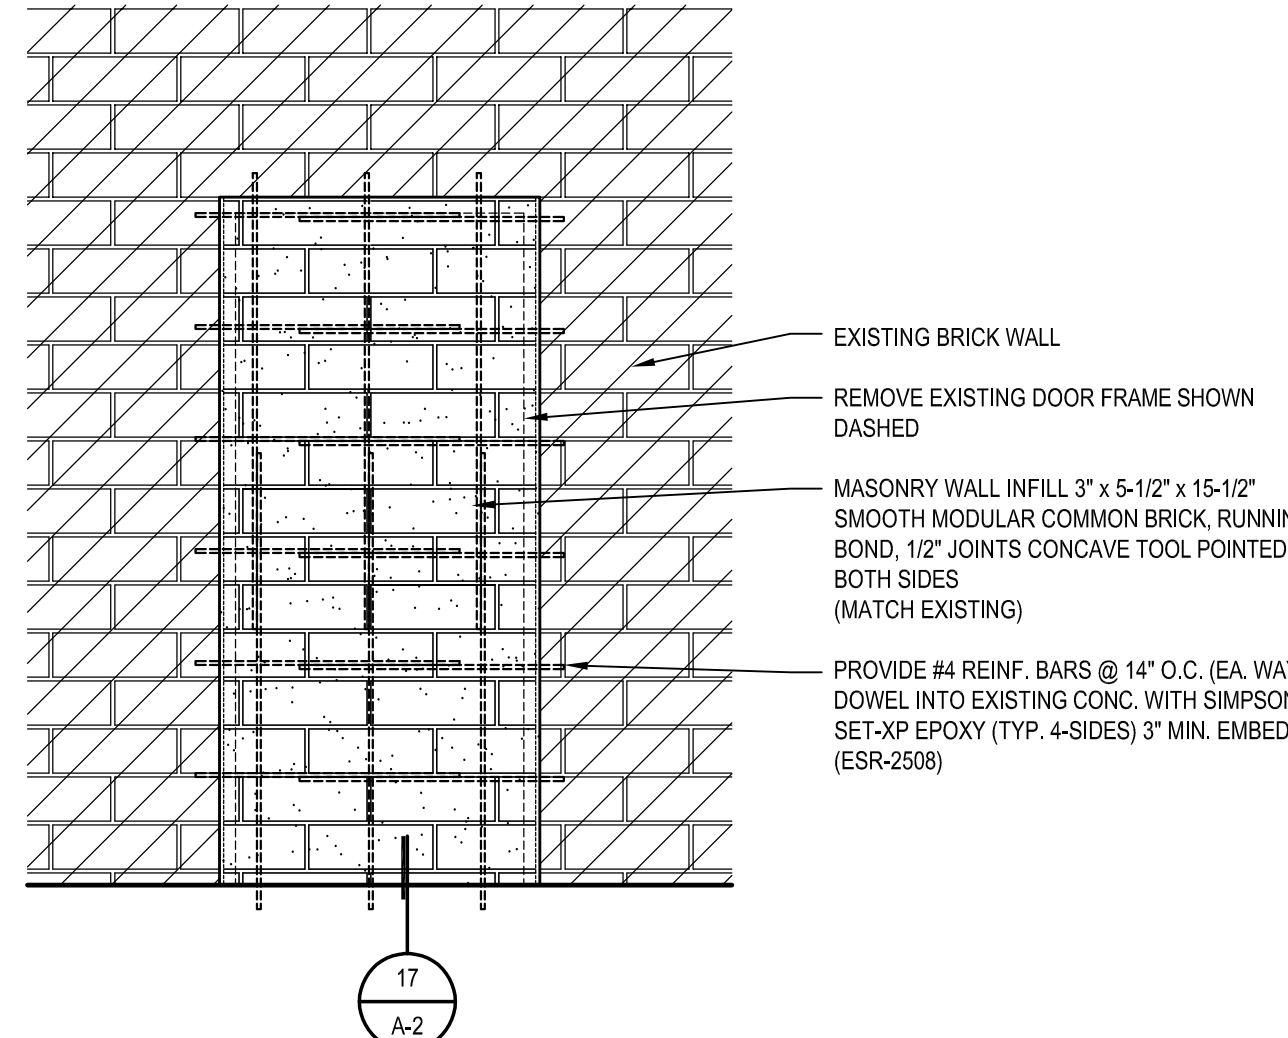 EXISTING BRICK WALL
REMOVE EXISTING DOOR FRAME SHOWN
DASHED
MASONRY WALL INFILL 3" x 5-1/2" x 15-1/2"
SMOOTH MODULAR COMMON BRICK, RUNNIN
BOND, 1/2" JOINTS CONCAVE TOOL POINTED
BOTH SIDES
(MATCH EXISTING)
PROVIDE #4 REINF. BARS @ 14" O.C. (EA. WAY
DOWEL INTO EXISTING CONC. WITH SIMPSON
SET-XP EPOXY (TYP. 4-SIDES) 3" MIN. EMBED
(ESR-2508)
17
A-2